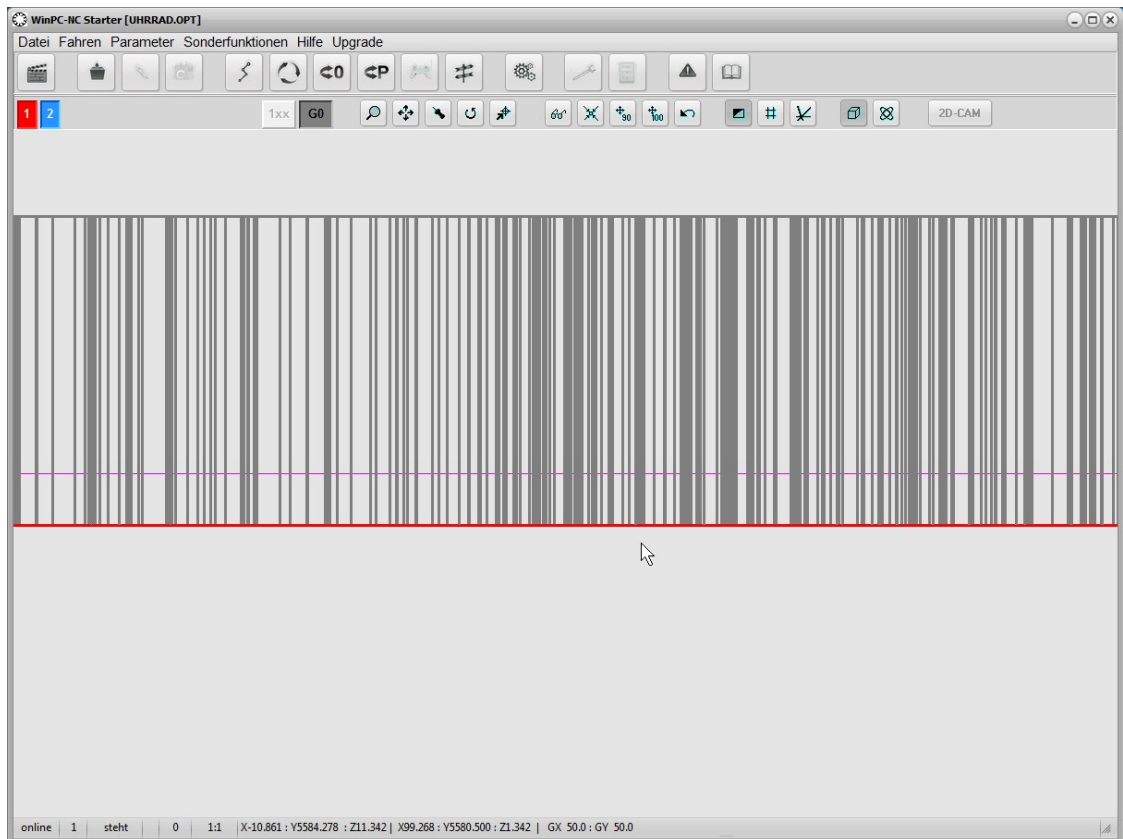 WinPC-NC Starter [UHRRAD.OPT]
Datei Fahren Parameter Sonderfunktionen Hilfe Upgrade
0 P
1 2 1xx G0 90 100 2D-CAM
online 1 steht 0 1:1 X-10.861 : Y5584.278 : Z11.342 | X99.268 : Y5580.500 : Z1.342 | GX 50.0 : GY 50.0